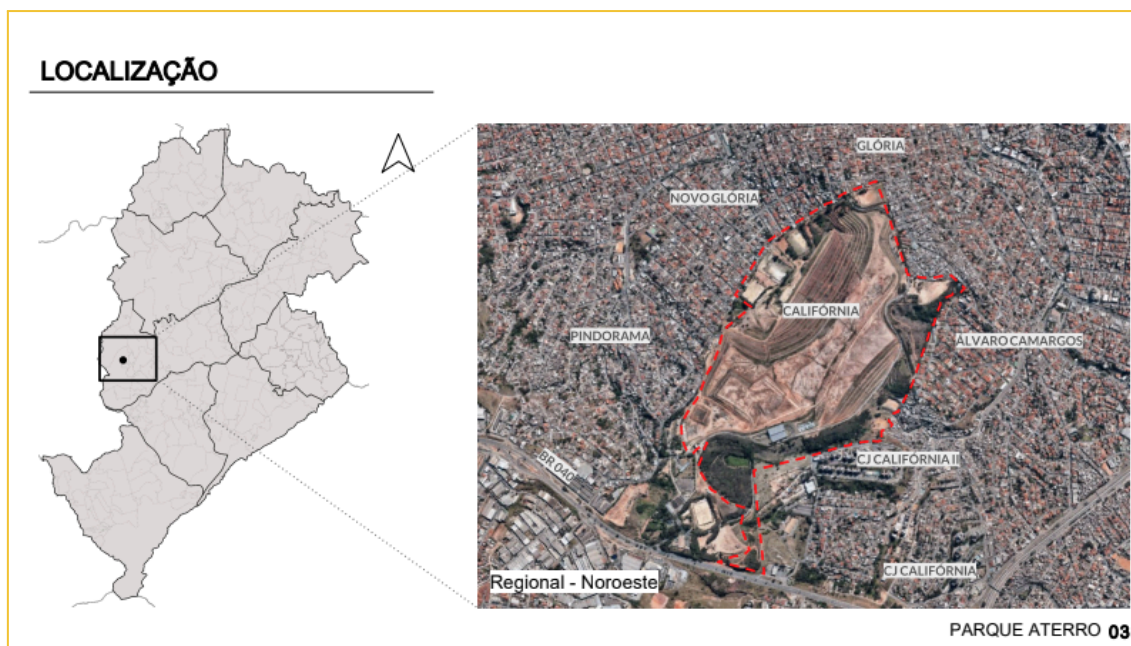 LOCALIZAÇÃO
GLÓRIA
NOVO GLÓRIA
CALIFÓRNIA
PINDORAMA
ÁLVARO CAMARGOS
BR 040
CJ CALIFÓRNIA II
CJ CALIFÓRNIA
Regional - Noroeste
PARQUE ATERRO 03